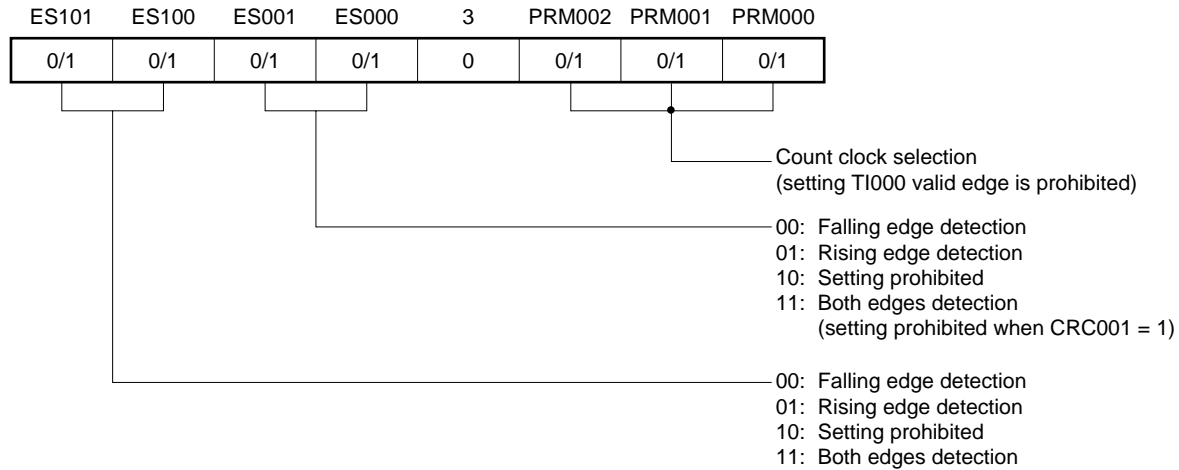 ES101 ES100 ES001 ES000 3 PRM002 PRM001 PRM000
0/1 0/1 0/1 0/1 0 0/1 0/1 0/1
Count clock selection
(setting TI000 valid edge is prohibited)
00: Falling edge detection
01: Rising edge detection
10: Setting prohibited
11: Both edges detection
(setting prohibited when CRC001 = 1)
00: Falling edge detection
01: Rising edge detection
10: Setting prohibited
11: Both edges detection